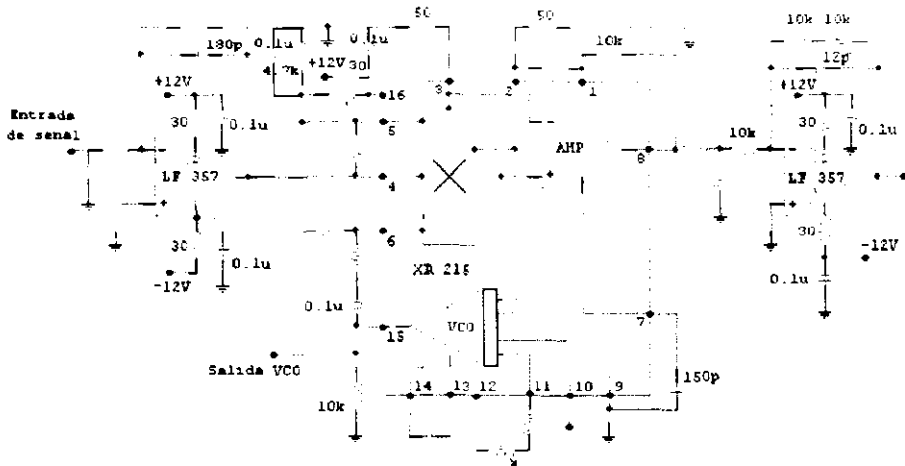 50
50
10k 10k
180p
0.1u
0.1u
10k
+12V
30
12p
4.7k
+12V
16
3
2
1
+12V
Entrada
de senal
30
0.1u
5
10k
30
0.1u
AMP
8
LF 357
4
LF 357
+
+
6
30
30
-12V
-12V
0.1u
XR 215
0.1u
0.1u
VCO
7
15
Salida VCO
150p
14
13
12
11
10
9
10k